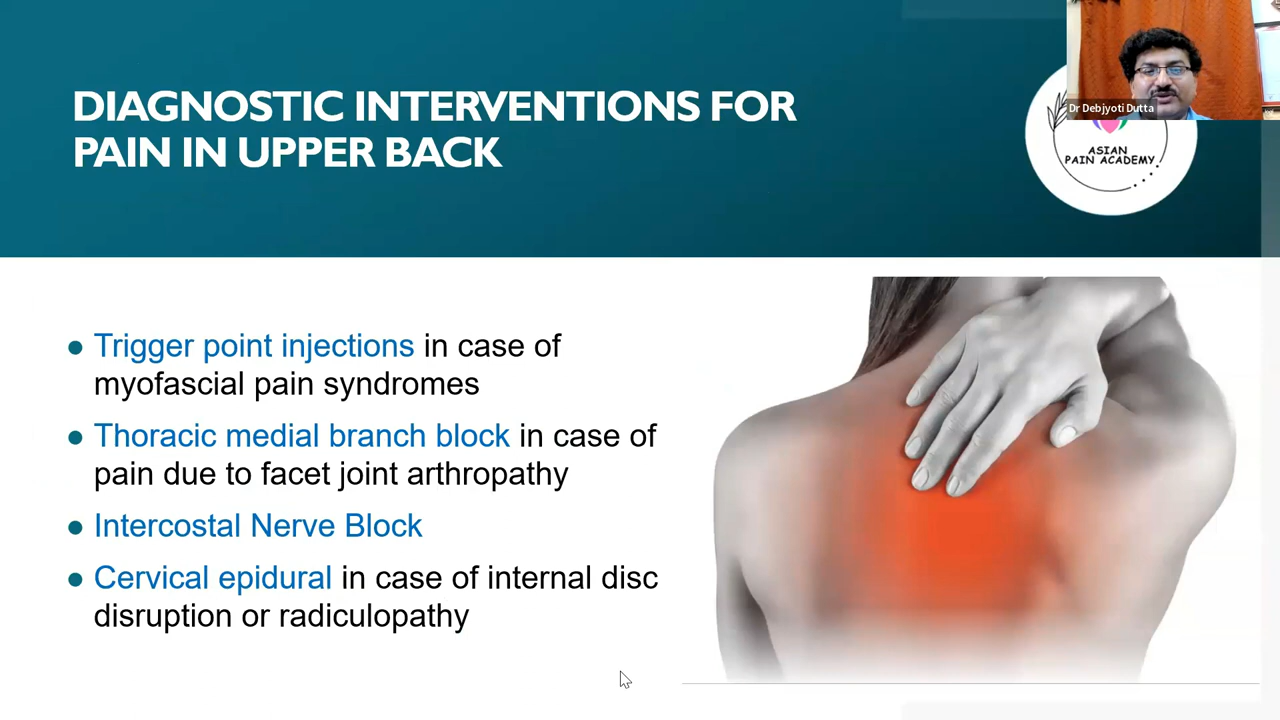 DIAGNOSTIC INTERVENTIONS FOR
PAIN IN UPPER BACK
Dr Debjyoti Dutta
ASIAN
PAIN ACADEMY
● Trigger point injections in case of
myofascial pain syndromes
● Thoracic medial branch block in case of
pain due to facet joint arthropathy
● Intercostal Nerve Block
● Cervical epidural in case of internal disc
disruption or radiculopathy